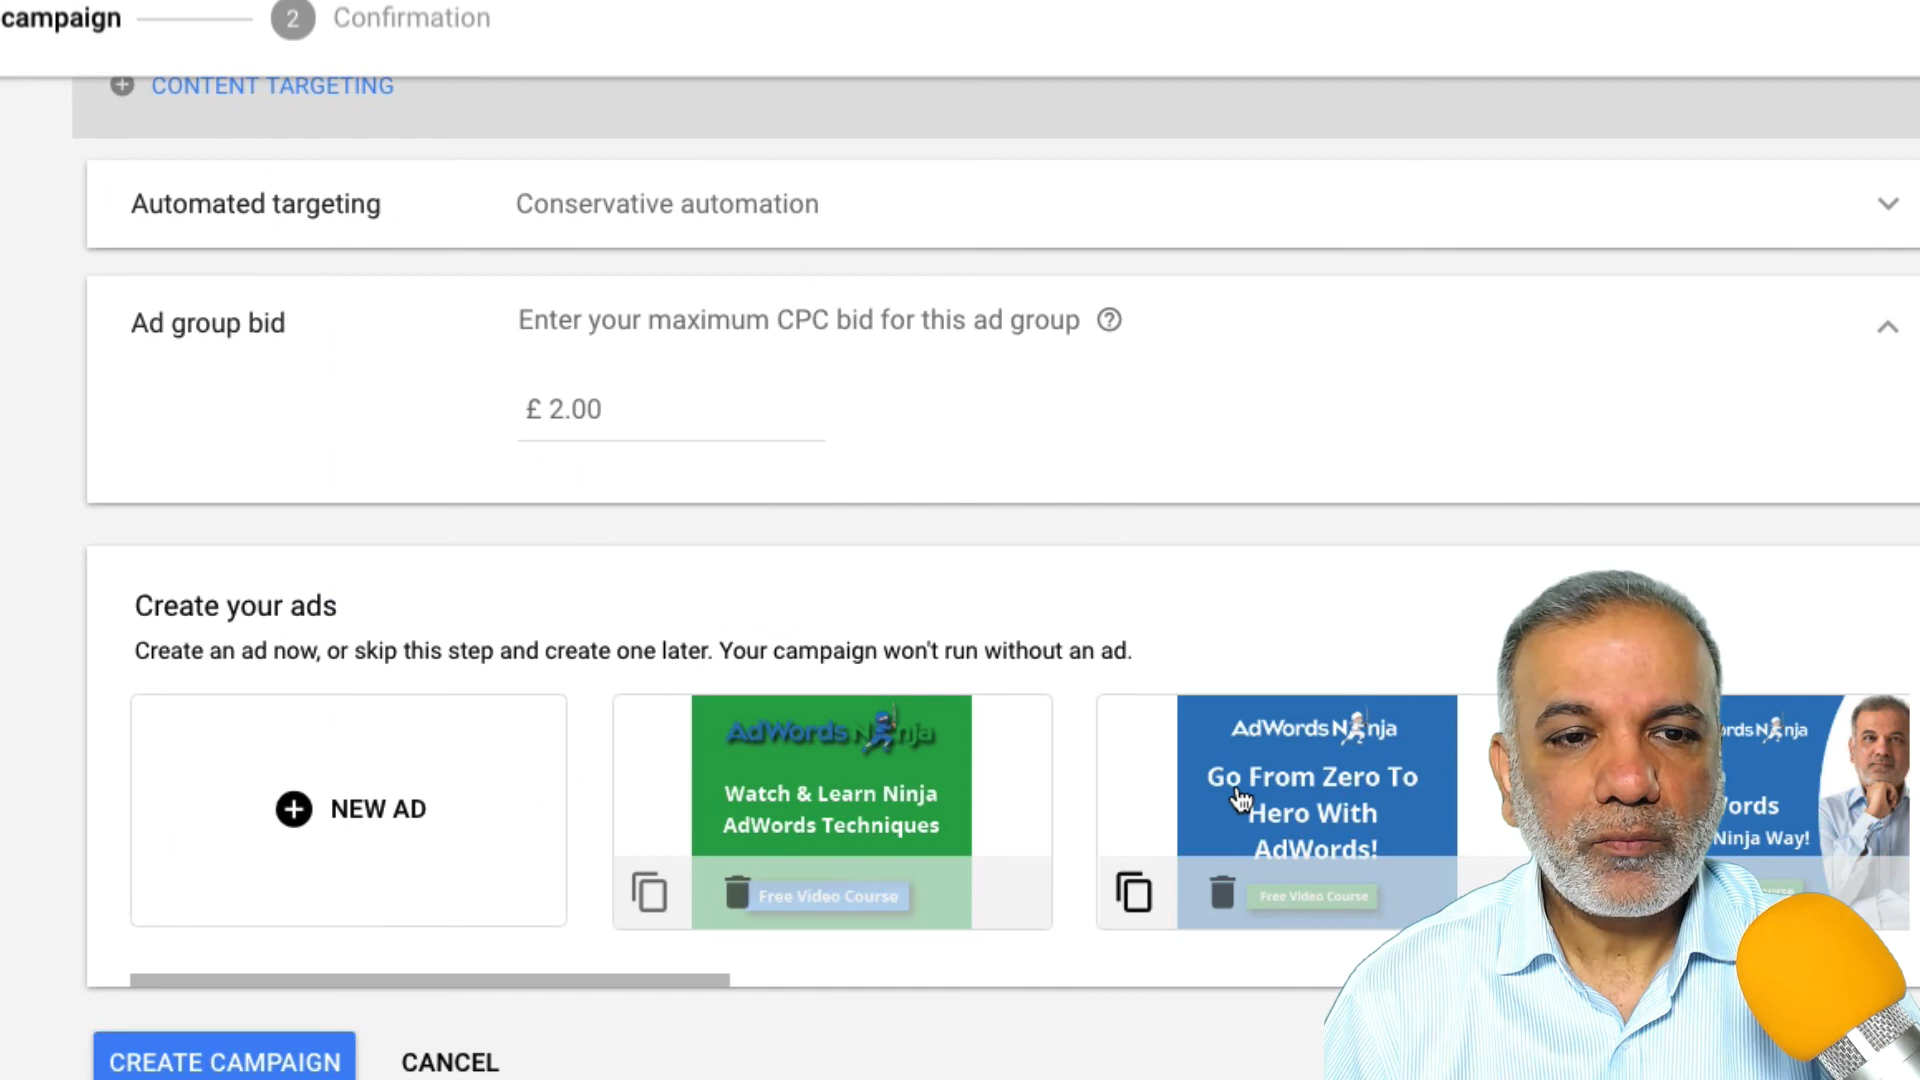 campaign
2
Confirmation
CONTENT TARGETING
Automated targeting
Conservative automation
Ad group bid
Enter your maximum CPC bid for this ad group
£ 2.00
Create your ads
Create an ad now, or skip this step and create one later. Your campaign won't run without an ad.
NEW AD
AdWords Ninja
Watch & Learn Ninja
AdWords Techniques
Free Video Course
AdWords Ninja
Go From Zero To
Hero With
AdWords!
Free Video Course
Ninja Way!
CREATE CAMPAIGN
CANCEL